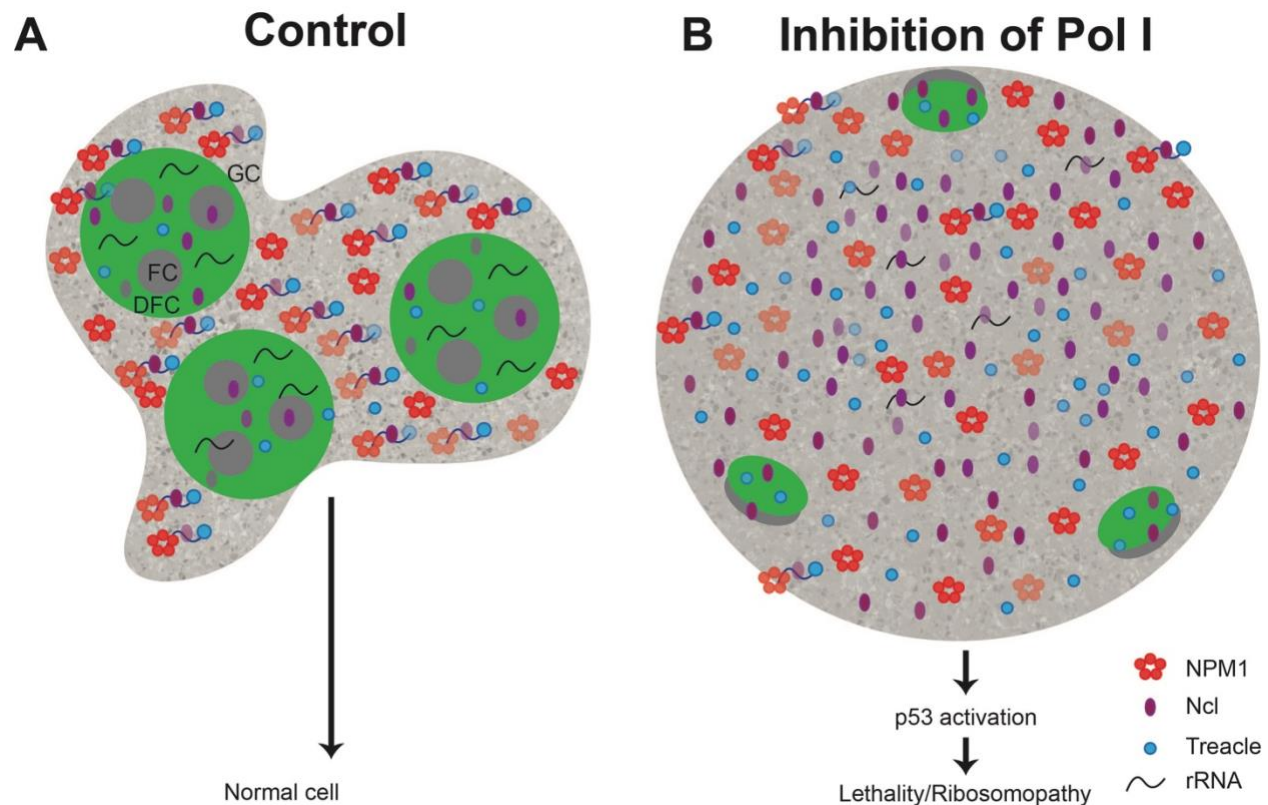 A
Control
B
Inhibition of Pol I
GC
FC
DFC
Normal cell
p53 activation
Lethality/Ribosomopathy
NPM1
Ncl
Treacle
rRNA